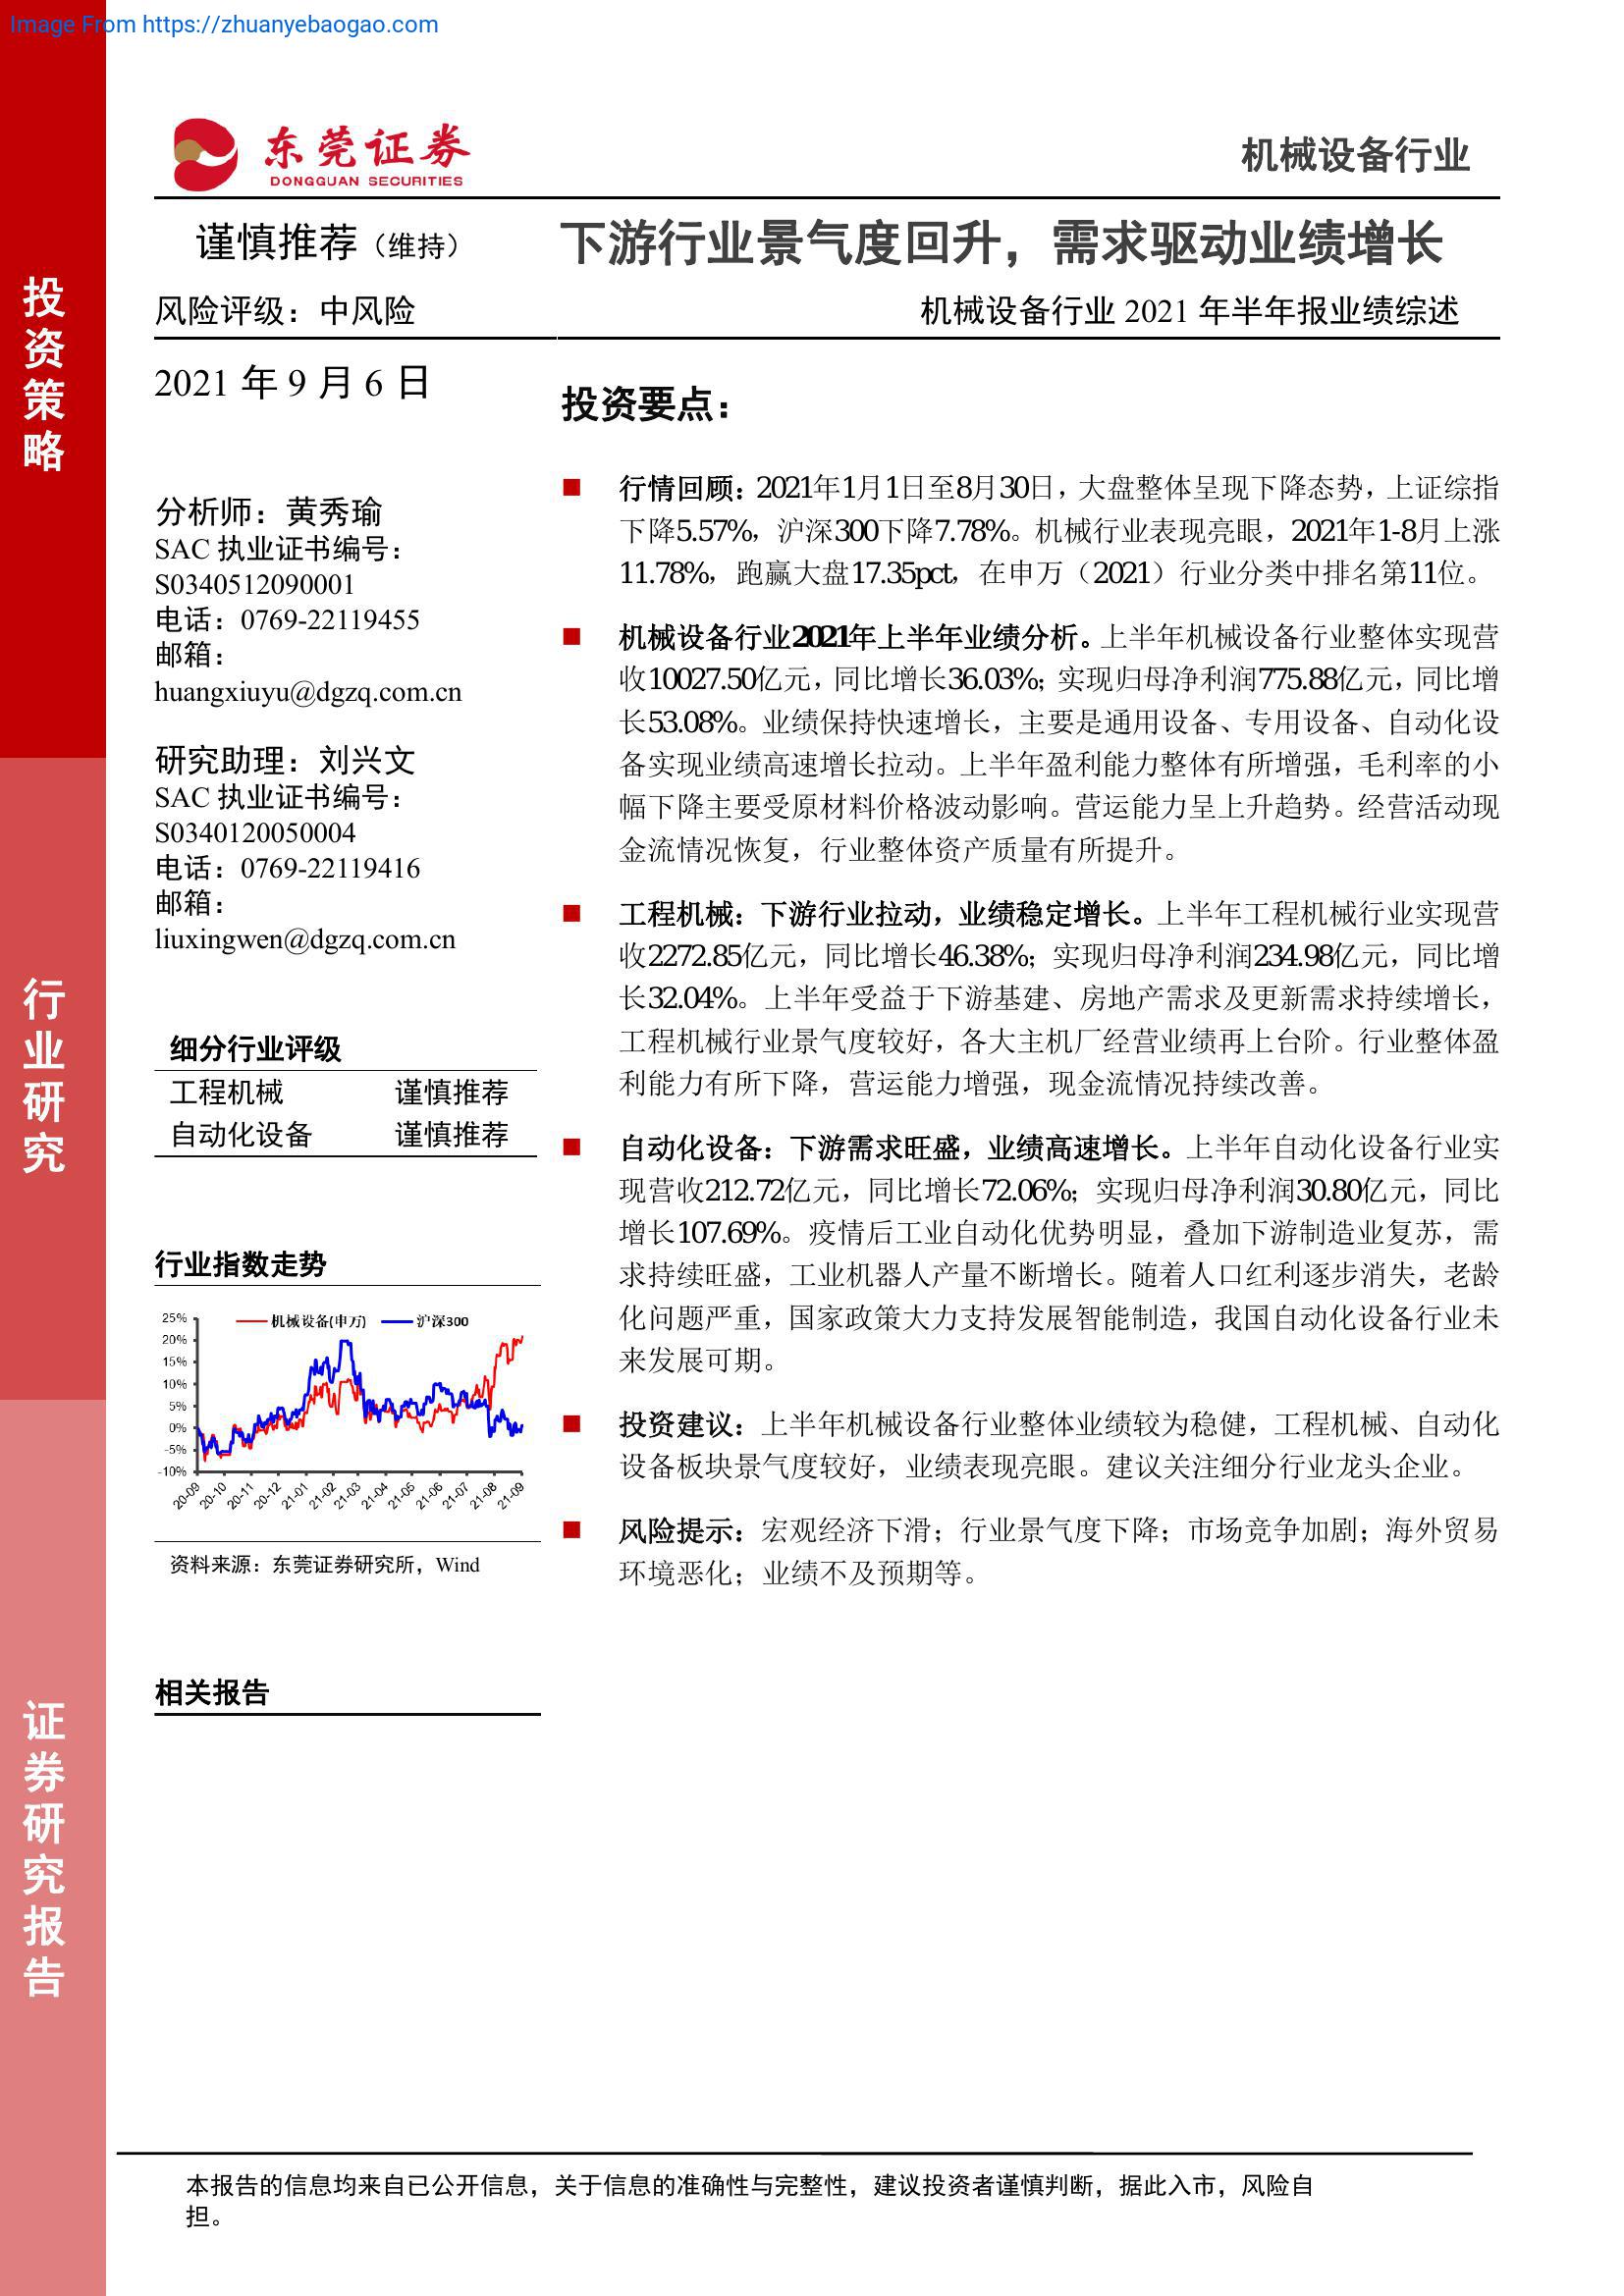 Image From https://zhuanyebaogao.com
东莞证券
DONGGUAN SECURITIES
机械设备行业
谨慎推荐（维持）
下游行业景气度回升，需求驱动业绩增长
风险评级：中风险
机械设备行业 2021 年半年报业绩综述
投资策略
行业研究
证券研究报告
2021 年 9 月 6 日
分析师：黄秀瑜
SAC 执业证书编号：
S0340512090001
电话：0769-22119455
邮箱：
huangxiuyu@dgzq.com.cn
研究助理：刘兴文
SAC 执业证书编号：
S0340120050004
电话：0769-22119416
邮箱：
liuxingwen@dgzq.com.cn
细分行业评级
工程机械 谨慎推荐
自动化设备 谨慎推荐
行业指数走势
机械设备(申万) 沪深300
25%
20%
15%
10%
5%
0%
-5%
-10%
20-09 20-10 20-11 20-12 21-01 21-02 21-03 21-04 21-05 21-06 21-07 21-08 21-09
资料来源：东莞证券研究所，Wind
相关报告
投资要点：
行情回顾：2021年1月1日至8月30日，大盘整体呈现下降态势，上证综指
下降5.57%，沪深300下降7.78%。机械行业表现亮眼，2021年1-8月上涨
11.78%，跑赢大盘17.35pct，在申万（2021）行业分类中排名第11位。
机械设备行业2021年上半年业绩分析。上半年机械设备行业整体实现营
收10027.50亿元，同比增长36.03%；实现归母净利润775.88亿元，同比增
长53.08%。业绩保持快速增长，主要是通用设备、专用设备、自动化设
备实现业绩高速增长拉动。上半年盈利能力整体有所增强，毛利率的小
幅下降主要受原材料价格波动影响。营运能力呈上升趋势。经营活动现
金流情况恢复，行业整体资产质量有所提升。
工程机械：下游行业拉动，业绩稳定增长。上半年工程机械行业实现营
收2272.85亿元，同比增长46.38%；实现归母净利润234.98亿元，同比增
长32.04%。上半年受益于下游基建、房地产需求及更新需求持续增长，
工程机械行业景气度较好，各大主机厂经营业绩再上台阶。行业整体盈
利能力有所下降，营运能力增强，现金流情况持续改善。
自动化设备：下游需求旺盛，业绩高速增长。上半年自动化设备行业实
现营收212.72亿元，同比增长72.06%；实现归母净利润30.80亿元，同比
增长107.69%。疫情后工业自动化优势明显，叠加下游制造业复苏，需
求持续旺盛，工业机器人产量不断增长。随着人口红利逐步消失，老龄
化问题严重，国家政策大力支持发展智能制造，我国自动化设备行业未
来发展可期。
投资建议：上半年机械设备行业整体业绩较为稳健，工程机械、自动化
设备板块景气度较好，业绩表现亮眼。建议关注细分行业龙头企业。
风险提示：宏观经济下滑；行业景气度下降；市场竞争加剧；海外贸易
环境恶化；业绩不及预期等。
本报告的信息均来自已公开信息，关于信息的准确性与完整性，建议投资者谨慎判断，据此入市，风险自
担。